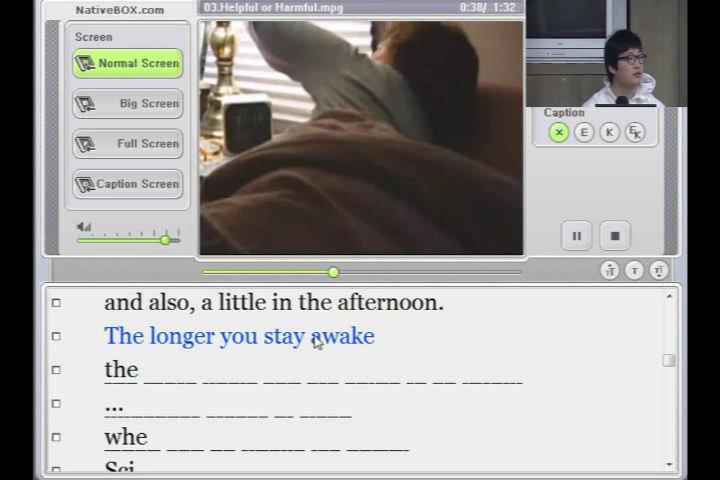 NativeBOX.com
03.Helpful or Harmful.mpg 0:38/ 1:32
Screen
Normal Screen
Big Screen
Full Screen
Caption Screen
Caption
X E K EK
T T T
and also, a little in the afternoon.
The longer you stay awake
the
...
whe
Sci